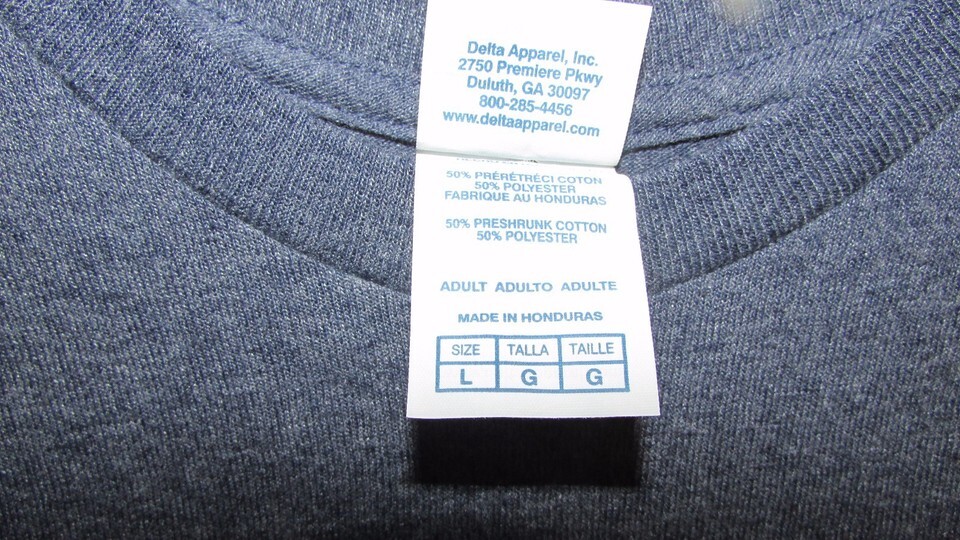 Delta Apparel, Inc.
2750 Premiere Pkwy
Duluth, GA 30097
800-285-4456
www.deltaapparel.com
50% PRÉRÉTRÉCI COTON
50% POLYESTER
FABRIQUE AU HONDURAS
50% PRESHRUNK COTTON
50% POLYESTER
ADULT ADULTO ADULTE
MADE IN HONDURAS
SIZE TALLA TAILLE
L G G